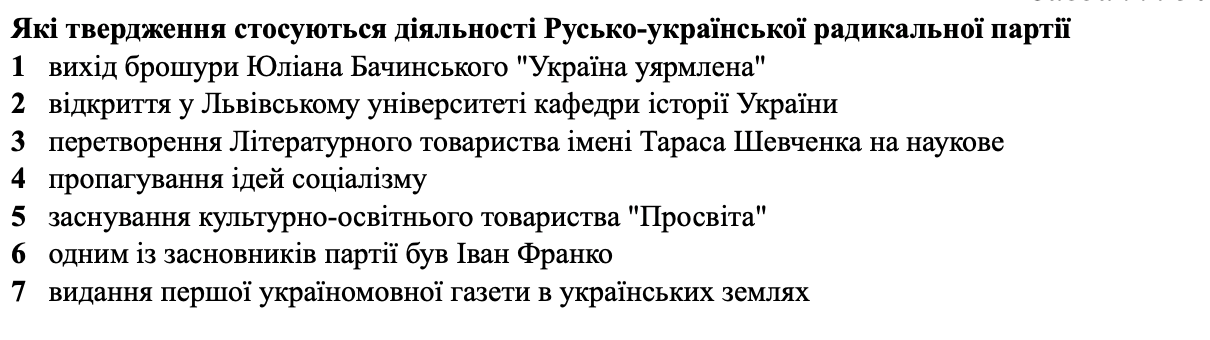 Які твердження стосуються діяльності Русько-української радикальної партії
1 вихід брошури Юліана Бачинського "Україна уярмлена"
2 відкриття у Львівському університеті кафедри історії України
3 перетворення Літературного товариства імені Тараса Шевченка на наукове
4 пропагування ідей соціалізму
5 заснування культурно-освітнього товариства "Просвіта"
6 одним із засновників партії був Іван Франко
7 видання першої україномовної газети в українських землях